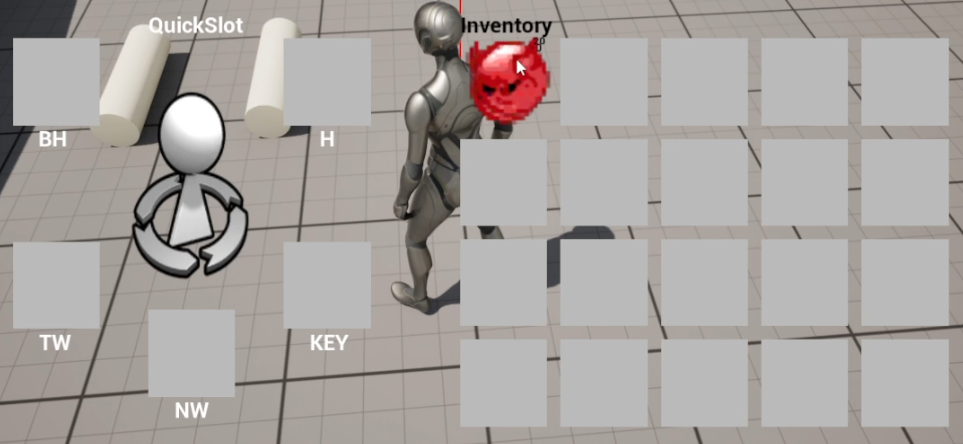 QuickSlot
Inventory
BH
H
TW
KEY
NW